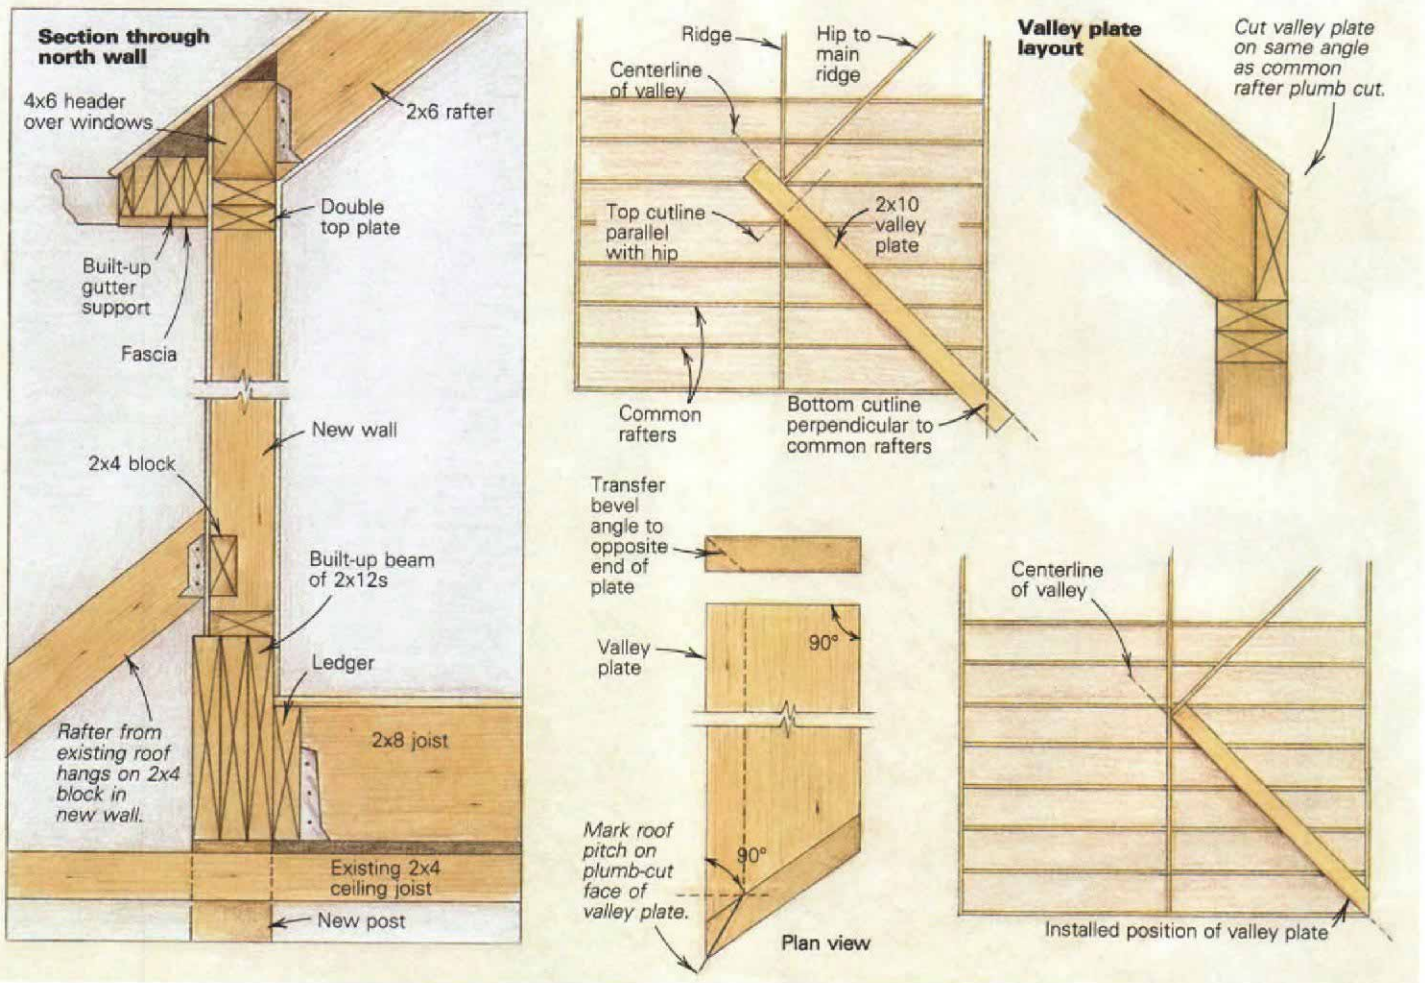 Section through
north wall
4x6 header
over windows
2x6 rafter
Double
top plate
Built-up
gutter
support
Fascia
New wall
2x4 block
Built-up beam
of 2x12s
Ledger
Rafter from
existing roof
hangs on 2x4
block in
new wall.
2x8 joist
Existing 2x4
ceiling joist
New post
Ridge
Hip to
main
ridge
Centerline
of valley
Top cutline
parallel
with hip
2x10
valley
plate
Common
rafters
Bottom cutline
perpendicular to
common rafters
Valley plate
layout
Cut valley plate
on same angle
as common
rafter plumb cut.
Transfer
bevel
angle to
opposite
end of
plate
Valley
plate
90°
90°
Mark roof
pitch on
plumb-cut
face of
valley plate.
Plan view
Centerline
of valley
Installed position of valley plate